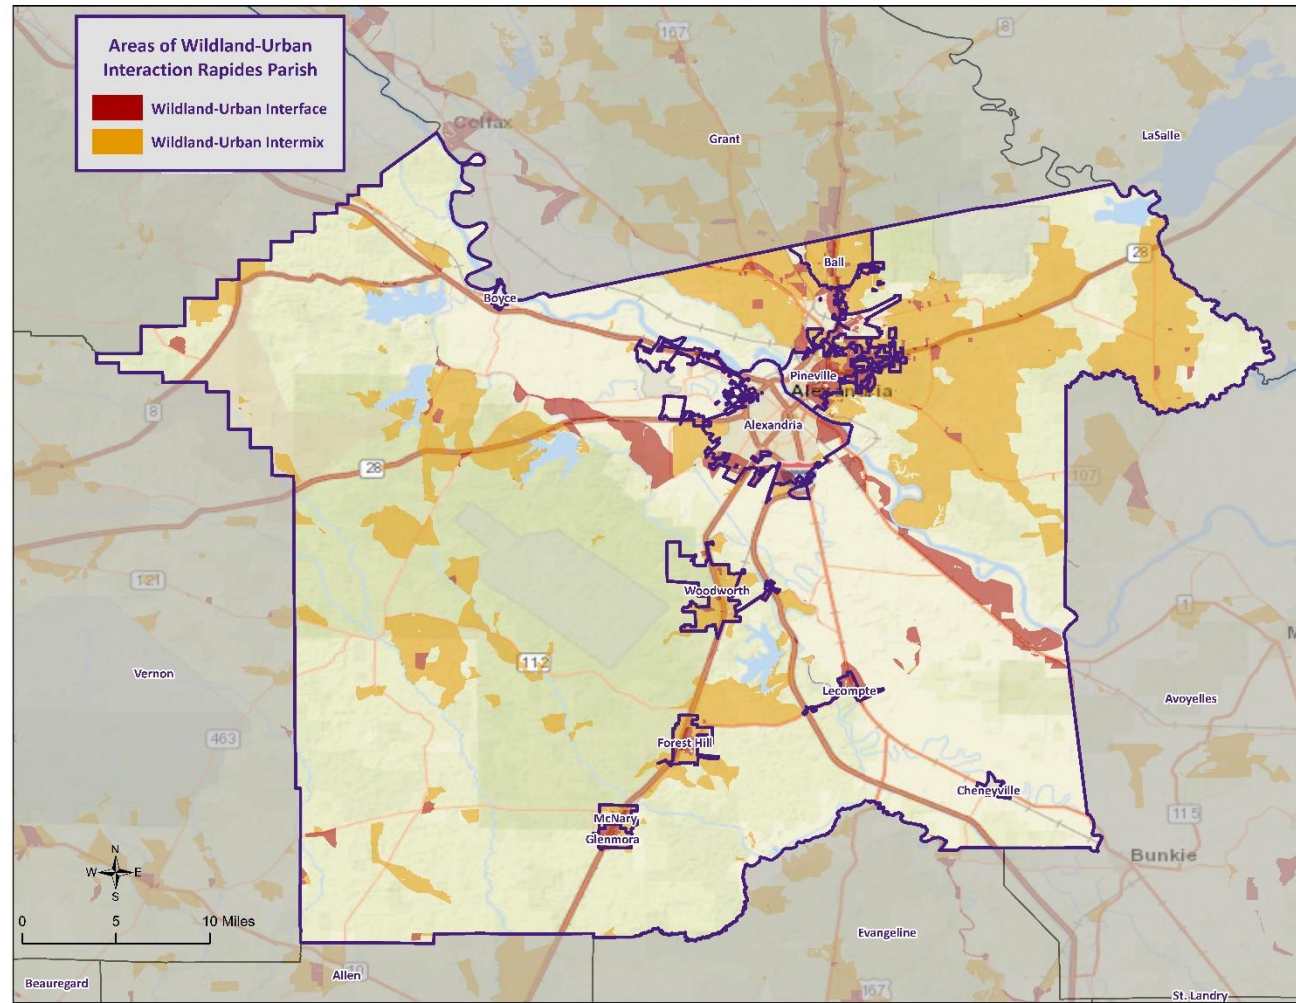 Areas of Wildland-Urban
Interaction Rapides Parish
Wildland-Urban Interface
Wildland-Urban Intermix
167
8
Colfax
Grant
LaSalle
28
Ball
Boyce
Pineville
Alexandria
Alexandria
8
28
107
121
Woodworth
1
112
Vernon
Lecompte
Avoyelles
463
Forest Hill
Cheneyville
McNary
Glenmora
115
Bunkie
N
W E
S
0 5 10 Miles
Evangeline
Beauregard
Allen
10
167
St. Landry